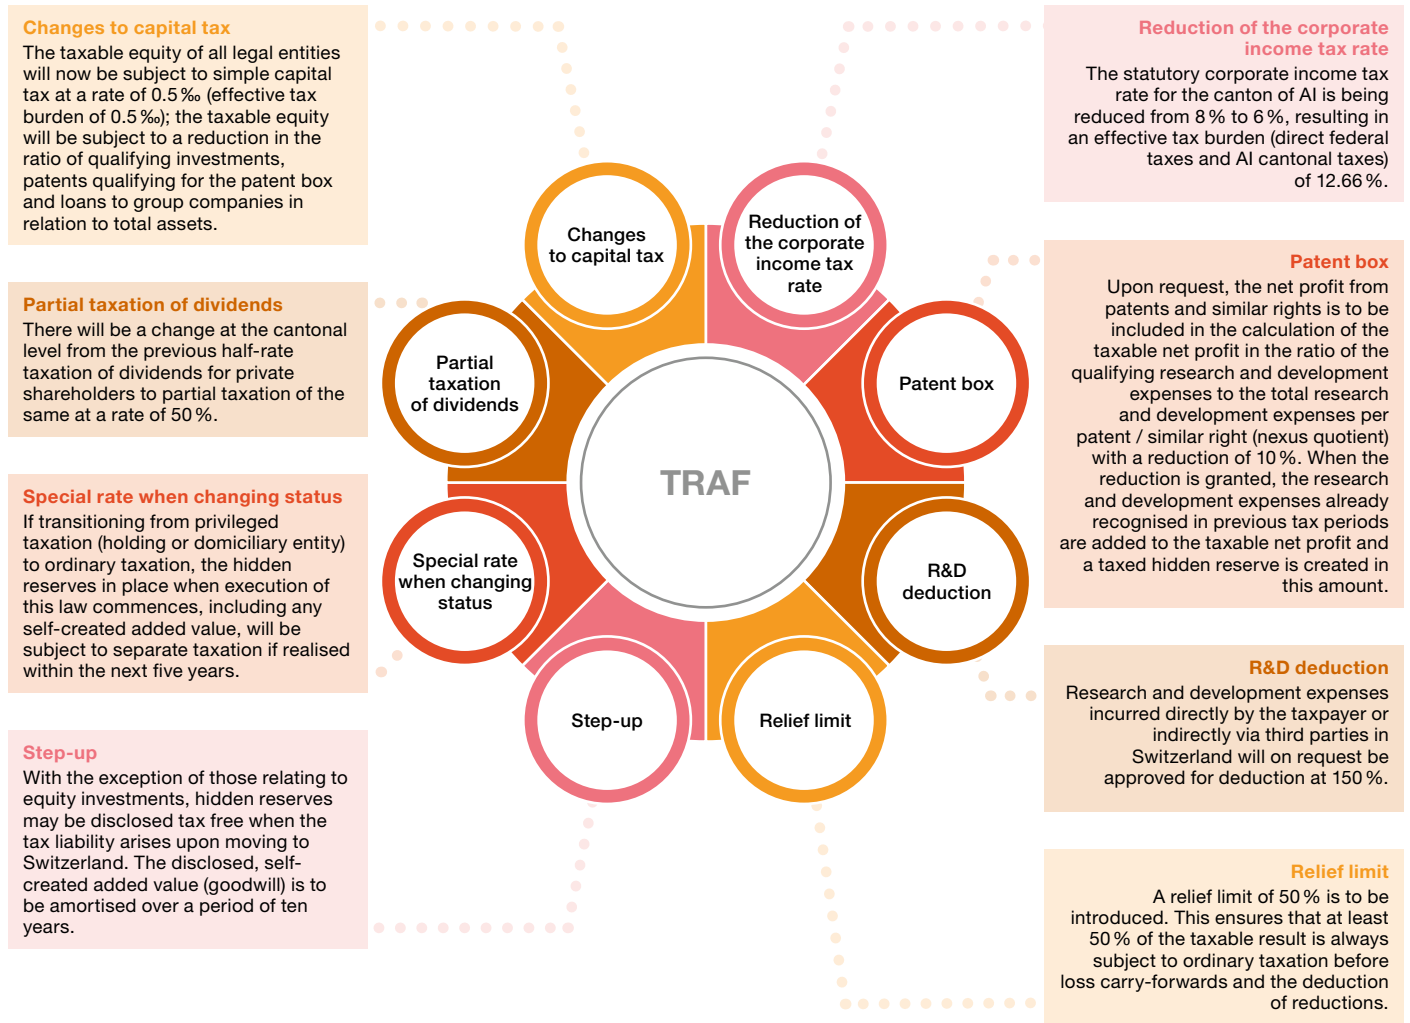 Changes to capital tax
The taxable equity of all legal entities
will now be subject to simple capital
tax at a rate of 0.5 ‰ (effective tax
burden of 0.5 ‰); the taxable equity
will be subject to a reduction in the
ratio of qualifying investments,
patents qualifying for the patent box
and loans to group companies in
relation to total assets.
Partial taxation of dividends
There will be a change at the cantonal
level from the previous half-rate
taxation of dividends for private
shareholders to partial taxation of the
same at a rate of 50 %.
Special rate when changing status
If transitioning from privileged
taxation (holding or domiciliary entity)
to ordinary taxation, the hidden
reserves in place when execution of
this law commences, including any
self-created added value, will be
subject to separate taxation if realised
within the next five years.
Step-up
With the exception of those relating to
equity investments, hidden reserves
may be disclosed tax free when the
tax liability arises upon moving to
Switzerland. The disclosed, self-
created added value (goodwill) is to
be amortised over a period of ten
years.
Changes
to capital tax
Reduction of
the corporate
income tax
rate
Partial
taxation
of dividends
Patent box
TRAF
Special rate
when changing
status
R&D
deduction
Step-up
Relief limit
Reduction of the corporate
income tax rate
The statutory corporate income tax
rate for the canton of AI is being
reduced from 8 % to 6 %, resulting in
an effective tax burden (direct federal
taxes and AI cantonal taxes)
of 12.66 %.
Patent box
Upon request, the net profit from
patents and similar rights is to be
included in the calculation of the
taxable net profit in the ratio of the
qualifying research and development
expenses to the total research
and development expenses per
patent / similar right (nexus quotient)
with a reduction of 10 %. When the
reduction is granted, the research
and development expenses already
recognised in previous tax periods
are added to the taxable net profit and
a taxed hidden reserve is created in
this amount.
R&D deduction
Research and development expenses
incurred directly by the taxpayer or
indirectly via third parties in
Switzerland will on request be
approved for deduction at 150 %.
Relief limit
A relief limit of 50 % is to be
introduced. This ensures that at least
50 % of the taxable result is always
subject to ordinary taxation before
loss carry-forwards and the deduction
of reductions.